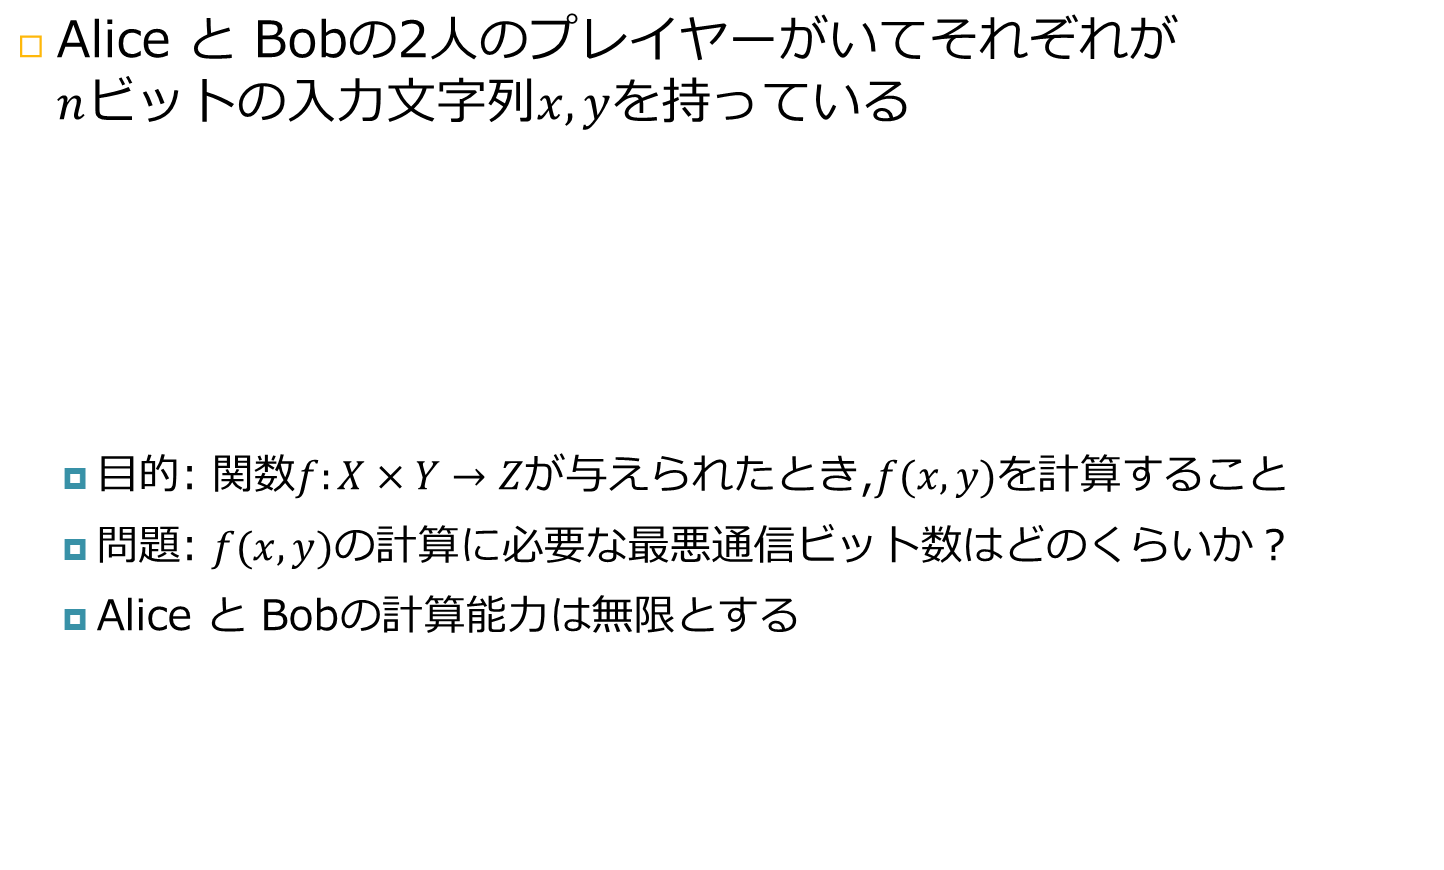 Alice と Bobの2人のプレイヤーがいてそれぞれが
𝑛ビットの入力文字列𝑥, 𝑦を持っている
目的: 関数𝑓: 𝑋 × 𝑌 → 𝑍が与えられたとき,𝑓(𝑥, 𝑦)を計算すること
問題: 𝑓(𝑥, 𝑦)の計算に必要な最悪通信ビット数はどのくらいか？
Alice と Bobの計算能力は無限とする